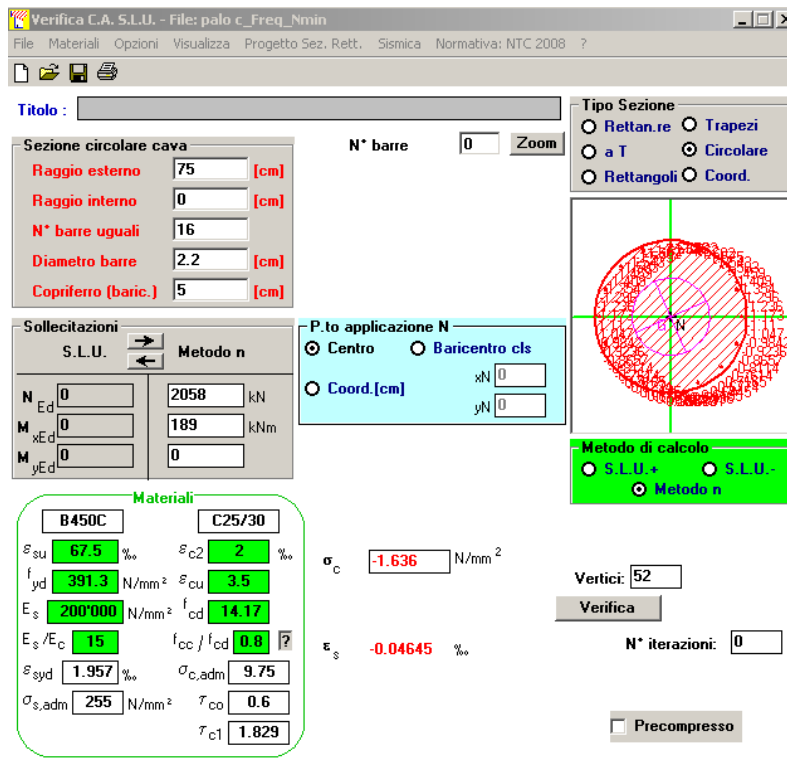 Verifica C.A. S.L.U. - File: palo c_Freq_Nmin
File Materiali Opzioni Visualizza Progetto Sez. Rett. Sismica Normativa: NTC 2008 ?
Titolo :
Tipo Sezione
Rettan.re Trapezi
a T Circolare
Rettangoli Coord.
Sezione circolare cava
N° barre 0 Zoom
Raggio esterno 75 [cm]
Raggio interno 0 [cm]
N° barre uguali 16
Diametro barre 2.2 [cm]
Copriferro (baric.) 5 [cm]
Sollecitazioni
S.L.U. Metodo n
N Ed 0 2058 kN
M xEd 0 189 kNm
M yEd 0 0
P.to applicazione N
Centro Baricentro cls
Coord.[cm] xN 0
yN 0
G N
Metodo di calcolo
S.L.U.+ S.L.U.-
Metodo n
Materiali
B450C C25/30
εsu 67.5 ‰ εc2 2 ‰
fyd 391.3 N/mm² εcu 3.5
Es 200'000 N/mm² fcd 14.17
Es/Ec 15 fcc / fcd 0.8 ?
εsyd 1.957 ‰ σc,adm 9.75
σs,adm 255 N/mm² τco 0.6
τc1 1.829
σc -1.636 N/mm²
εs -0.04645 ‰
Vertici: 52
Verifica
N° iterazioni: 0
Precompresso